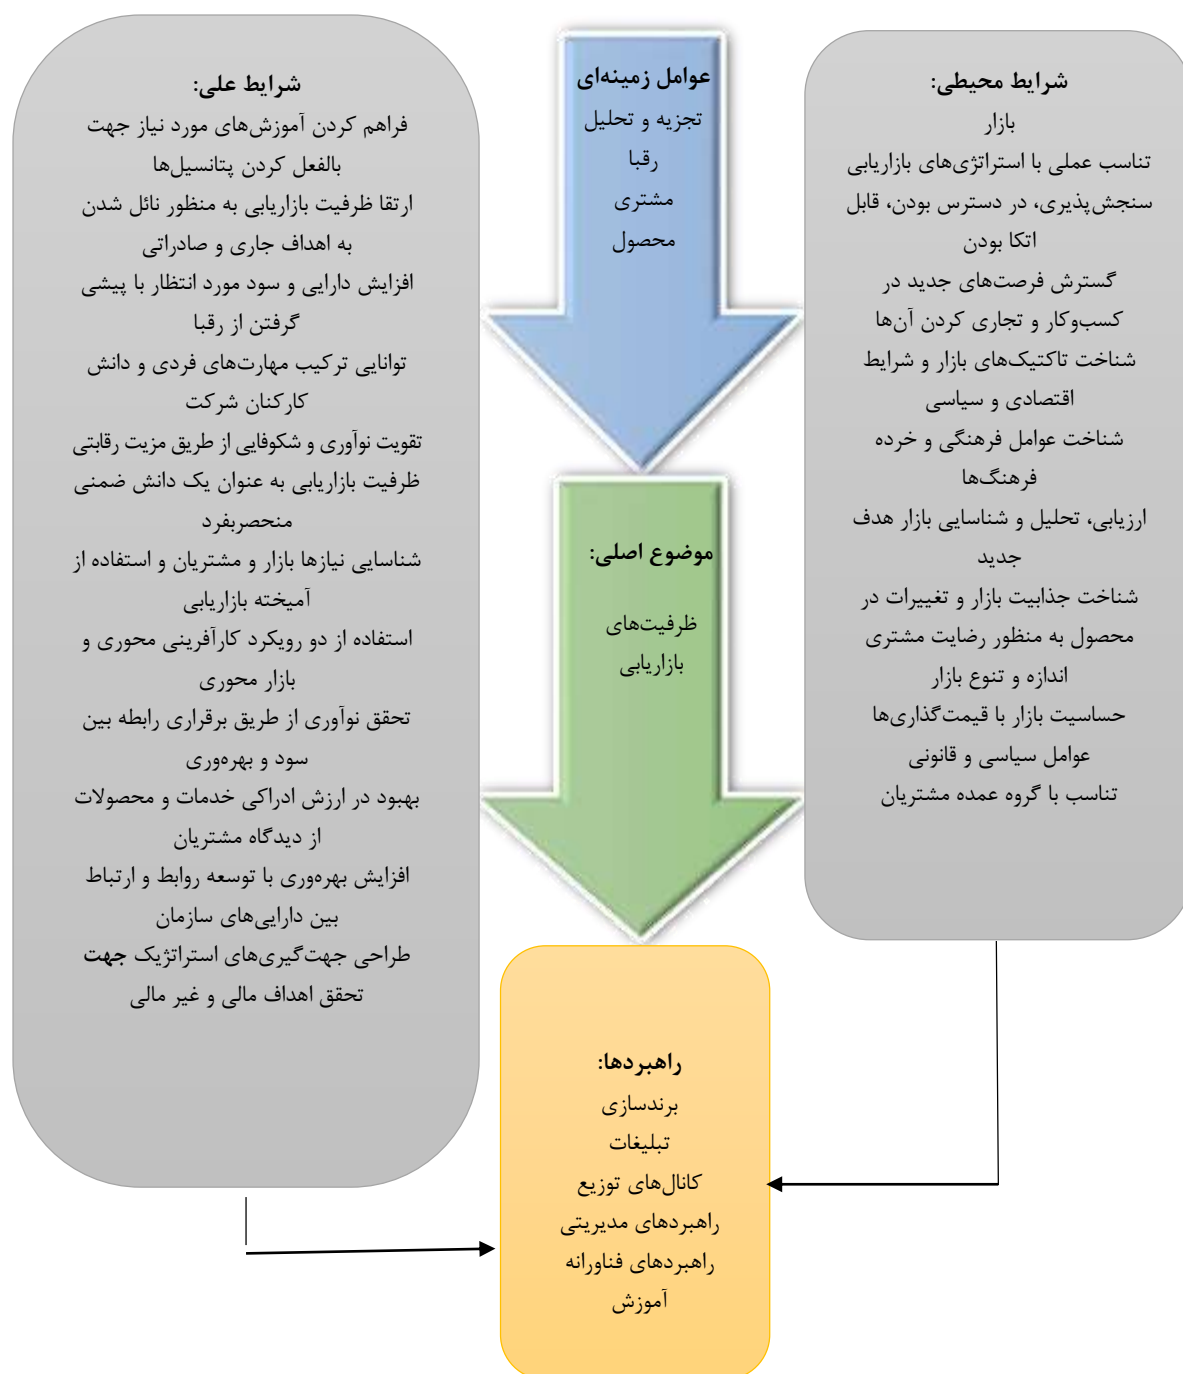 شرایط محیطی:
بازار
تناسب عملی با استراتژی‌های بازاریابی
سنجش‌پذیری، در دسترس بودن، قابل
اتکا بودن
گسترش فرصت‌های جدید در
کسب‌وکار و تجاری کردن آن‌ها
شناخت تاکتیک‌های بازار و شرایط
اقتصادی و سیاسی
شناخت عوامل فرهنگی و خرده
فرهنگ‌ها
ارزیابی، تحلیل و شناسایی بازار هدف
جدید
شناخت جذابیت بازار و تغییرات در
محصول به منظور رضایت مشتری
اندازه و تنوع بازار
حساسیت بازار با قیمت‌گذاری‌ها
عوامل سیاسی و قانونی
تناسب با گروه عمده مشتریان
عوامل زمینه‌ای
تجزیه و تحلیل
رقبا
مشتری
محصول
موضوع اصلی:
ظرفیت‌های
بازاریابی
شرایط علی:
فراهم کردن آموزش‌های مورد نیاز جهت
بالفعل کردن پتانسیل‌ها
ارتقا ظرفیت بازاریابی به منظور نائل شدن
به اهداف جاری و صادراتی
افزایش دارایی و سود مورد انتظار با پیشی
گرفتن از رقبا
توانایی ترکیب مهارت‌های فردی و دانش
کارکنان شرکت
تقویت نوآوری و شکوفایی از طریق مزیت رقابتی
ظرفیت بازاریابی به عنوان یک دانش ضمنی
منحصربفرد
شناسایی نیازها بازار و مشتریان و استفاده از
آمیخته بازاریابی
استفاده از دو رویکرد کارآفرینی محوری و
بازار محوری
تحقق نوآوری از طریق برقراری رابطه بین
سود و بهره‌وری
بهبود در ارزش ادراکی خدمات و محصولات
از دیدگاه مشتریان
افزایش بهره‌وری با توسعه روابط و ارتباط
بین دارایی‌های سازمان
طراحی جهت‌گیری‌های استراتژیک جهت
تحقق اهداف مالی و غیر مالی
راهبردها:
برندسازی
تبلیغات
کانال‌های توزیع
راهبردهای مدیریتی
راهبردهای فناورانه
آموزش